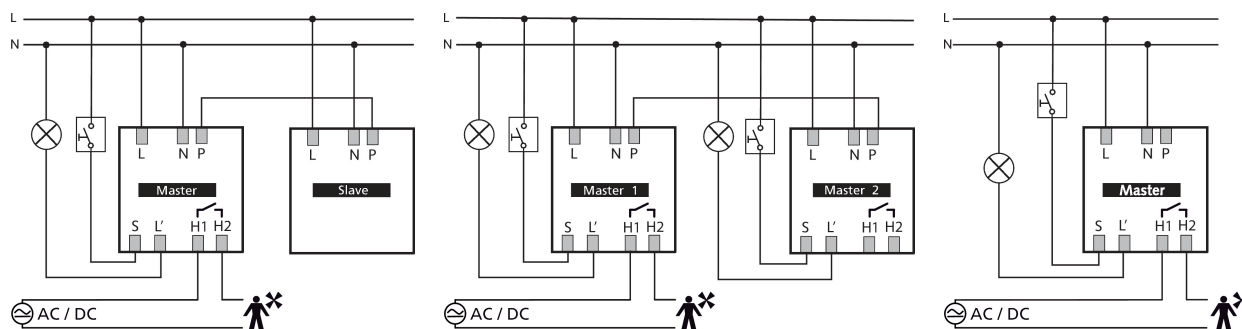 L
N
L N P
Master
S L' H1 H2
AC / DC
L N P
Slave
L
N
L N P
Master 1
S L' H1 H2
AC / DC
L N P
Master 2
S L' H1 H2
L
N
L N P
Master
S L' H1 H2
AC / DC